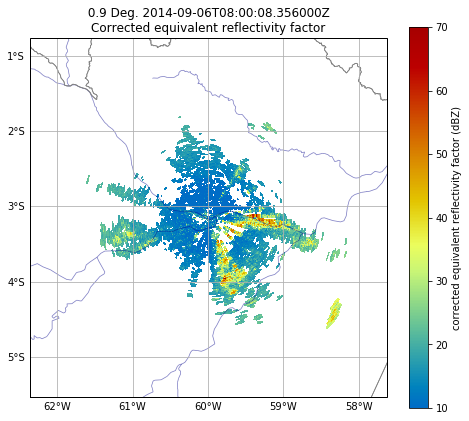 0.9 Deg. 2014-09-06T08:00:08.356000Z
Corrected equivalent reflectivity factor
1°S
2°S
3°S
4°S
5°S
62°W 61°W 60°W 59°W 58°W
70
60
50
40
30
20
10
corrected equivalent reflectivity factor (dBZ)